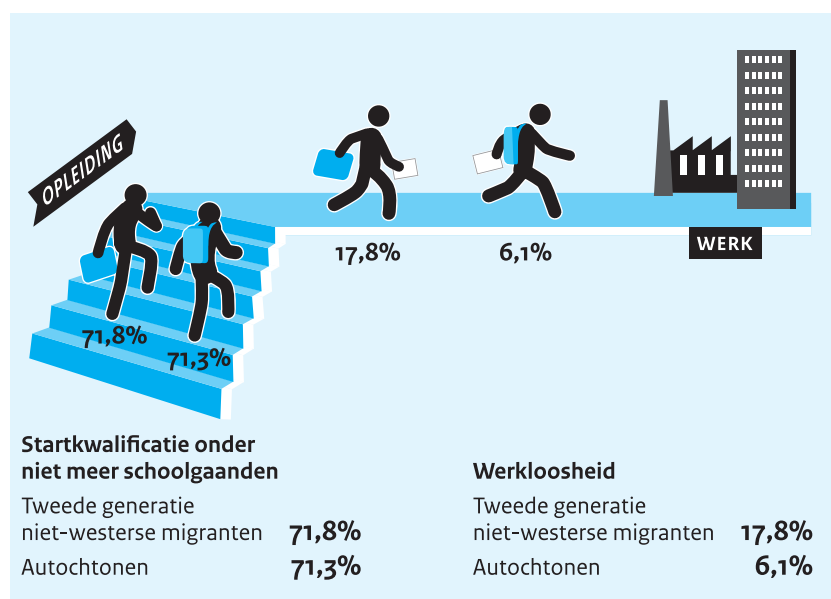 OPLEIDING
17,8%
6,1%
WERK
71,8%
71,3%
Startkwalificatie onder
niet meer schoolgaanden
Tweede generatie
niet-westerse migranten 71,8%
Autochtonen 71,3%
Werkloosheid
Tweede generatie
niet-westerse migranten 17,8%
Autochtonen 6,1%